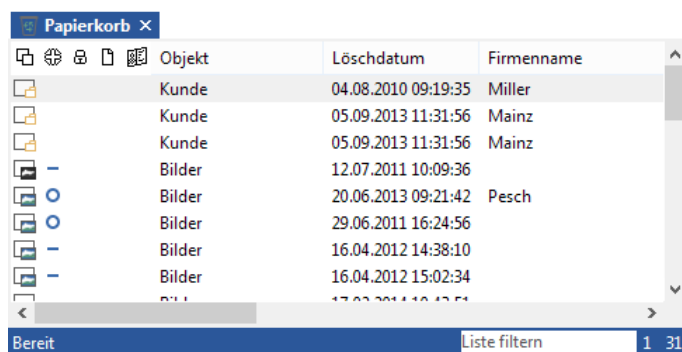 Papierkorb ×
Objekt Löschdatum Firmenname
Kunde 04.08.2010 09:19:35 Miller
Kunde 05.09.2013 11:31:56 Mainz
Kunde 05.09.2013 11:31:56 Mainz
Bilder 12.07.2011 10:09:36
Bilder 20.06.2013 09:21:42 Pesch
Bilder 29.06.2011 16:24:56
Bilder 16.04.2012 14:38:10
Bilder 16.04.2012 15:02:34
Bereit Liste filtern 1 31